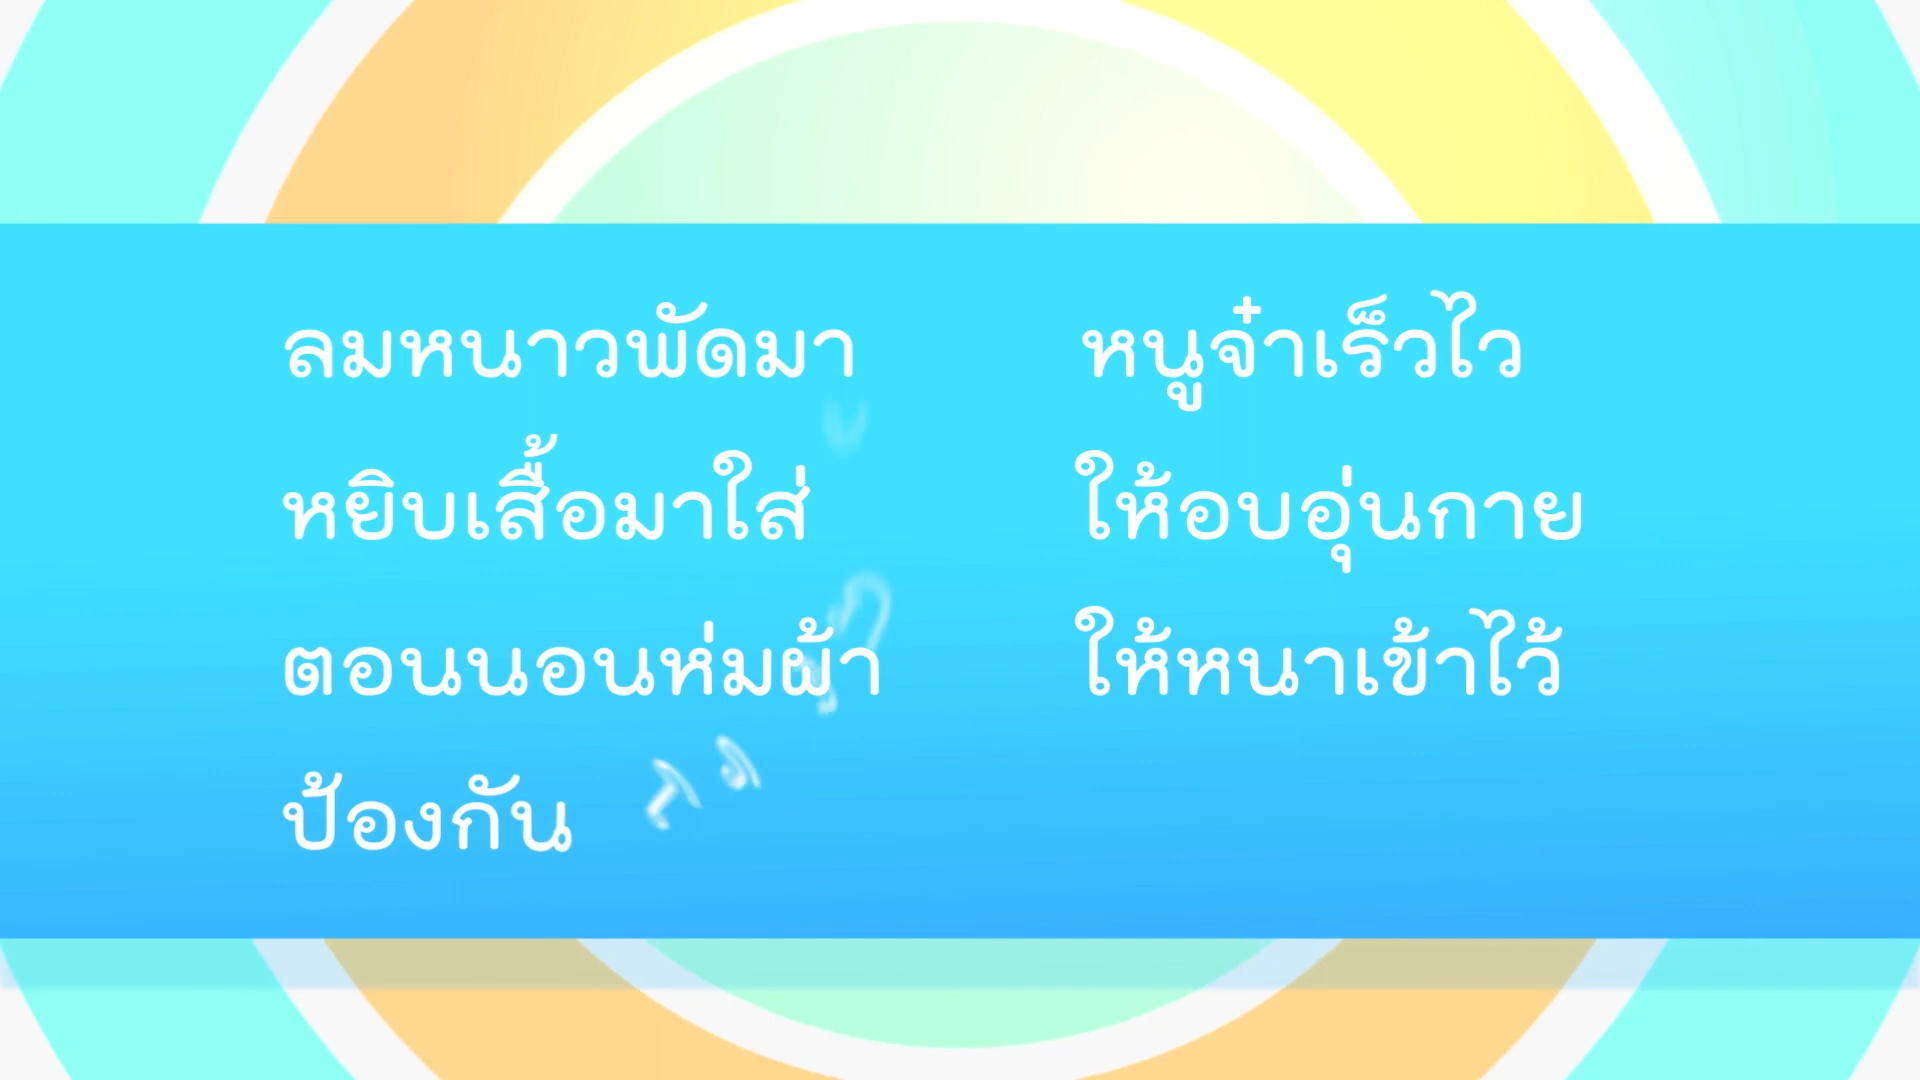 ลมหนาวพัดมา หนูจ๋าเร็วไว
หยิบเสื้อมาใส่ ให้อบอุ่นกาย
ตอนนอนห่มผ้า ให้หนาเข้าไว้
ป้องกัน